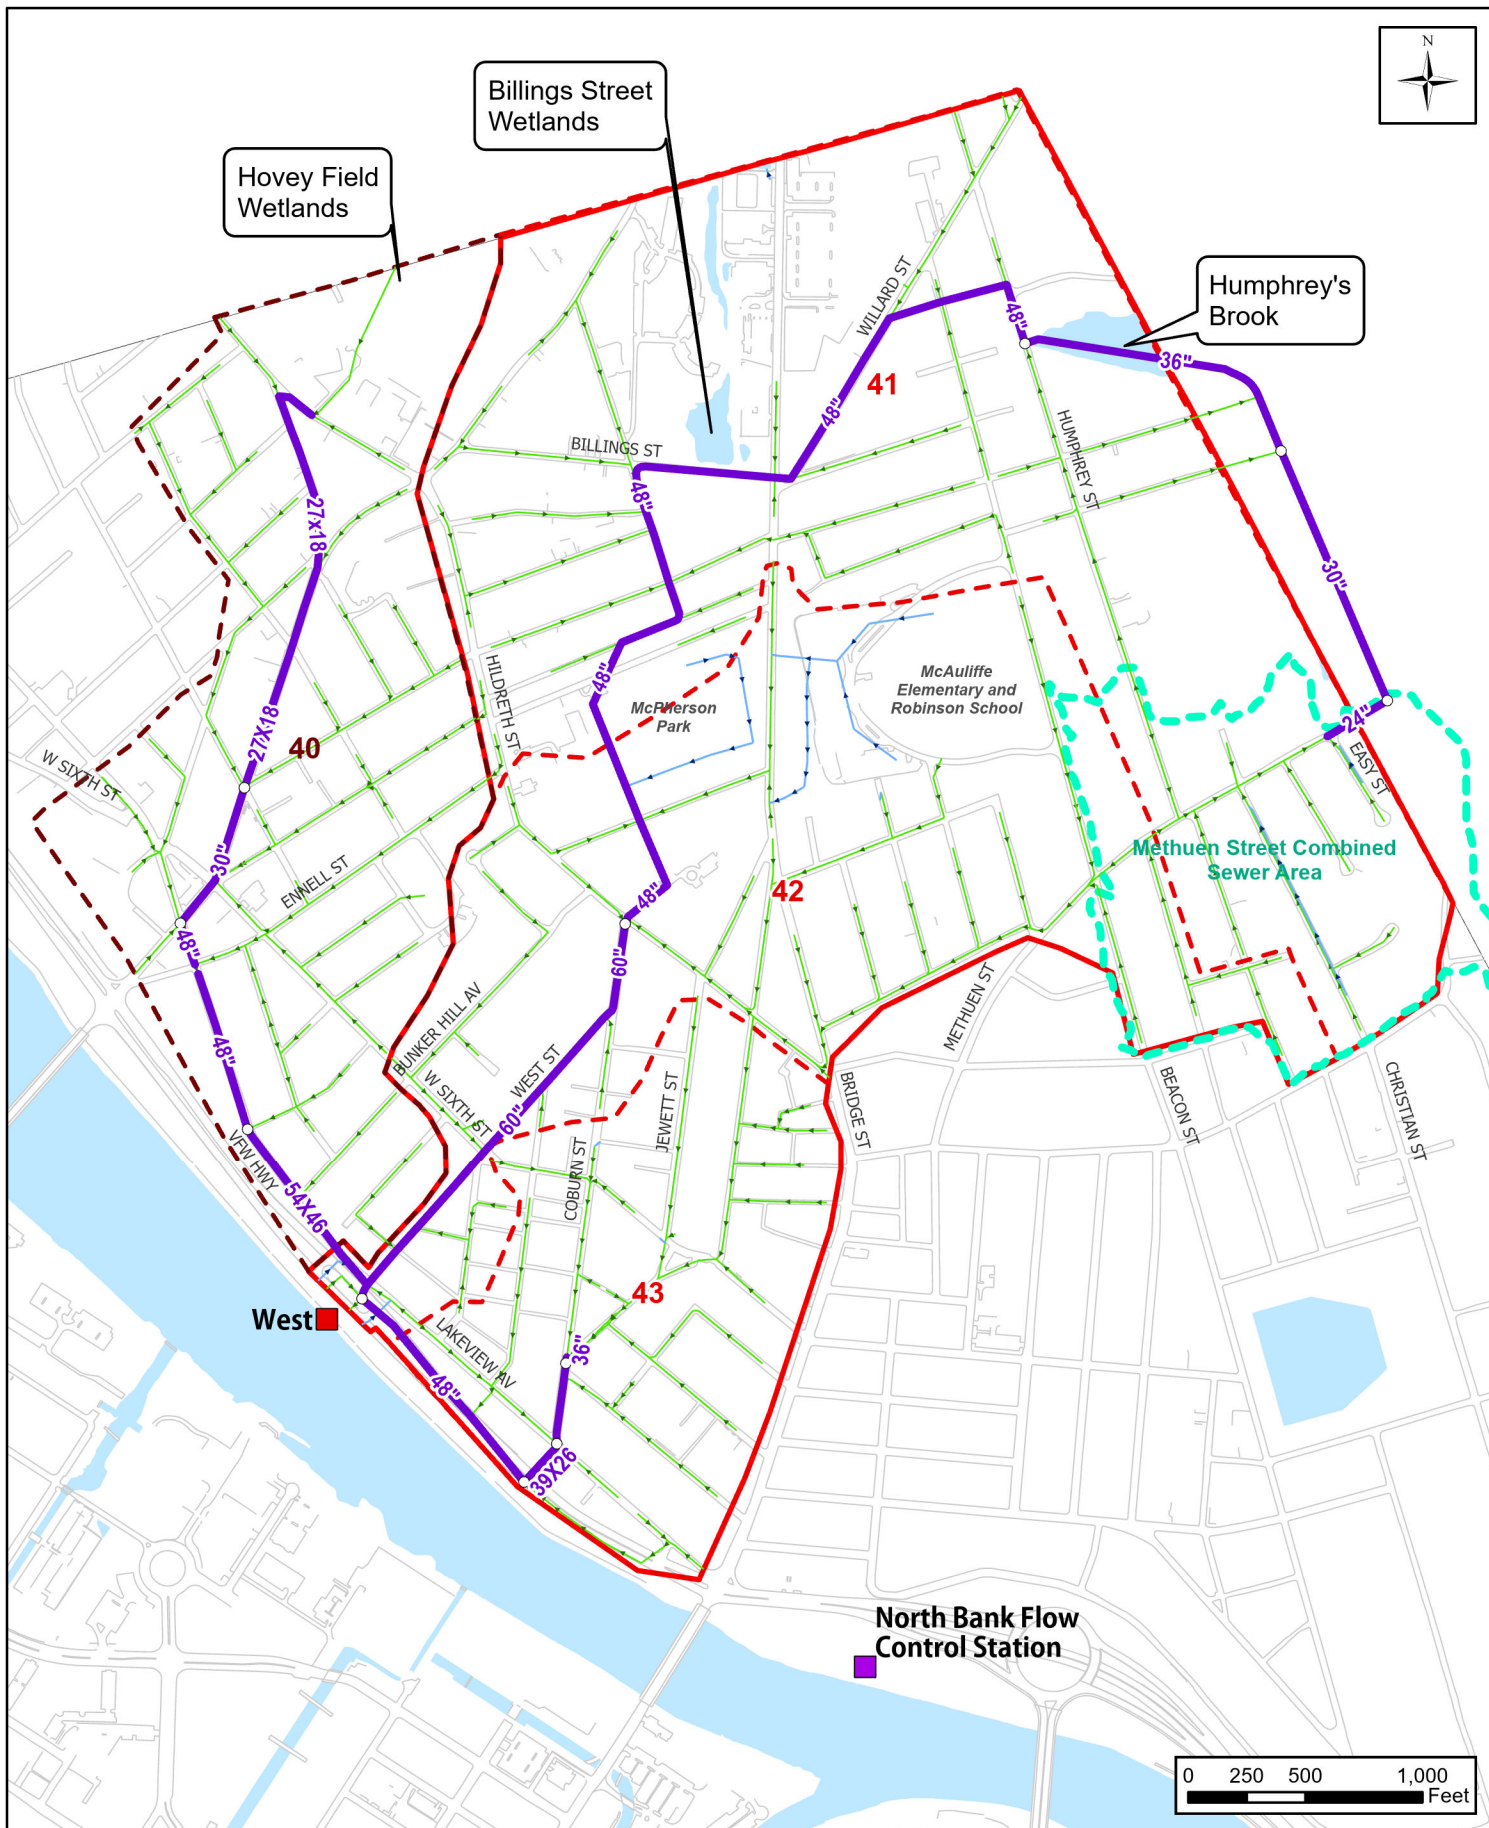 N
Billings Street
Wetlands
Hovey Field
Wetlands
Humphrey's
Brook
WILLARD ST
48"
36"
41
48"
BILLINGS ST
HUMPHREY ST
48"
27x18
30"
HILDRETH ST
48"
McAuliffe
Elementary and
Robinson School
McPherson
Park
27X18
40
24"
EASY ST
W SIXTH ST
Methuen Street Combined
Sewer Area
30"
ENNELL ST
42
48"
48"
60"
METHUEN ST
BUNKER HILL AV
48"
WEST ST
W SIXTH ST
60"
JEWETT ST
BRIDGE ST
BEACON ST
CHRISTIAN ST
VFW HWY
COBURN ST
54X46
43
West
LAKEVIEW AV
36"
48"
39X26
North Bank Flow
Control Station
0 250 500 1,000
Feet